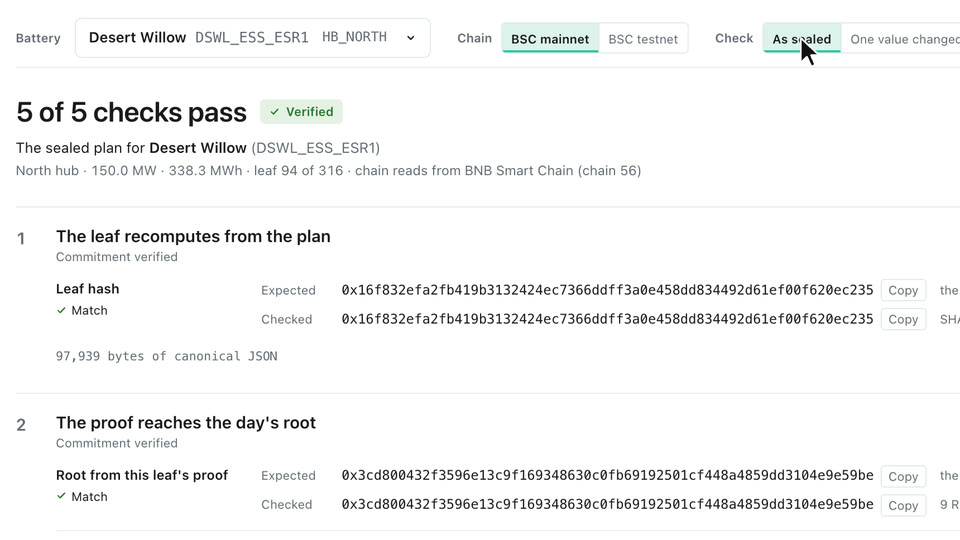 Battery Desert Willow DSWL_ESS_ESR1 HB_NORTH Chain BSC mainnet BSC testnet Check As sealed One value changed
5 of 5 checks pass Verified
The sealed plan for Desert Willow (DSWL_ESS_ESR1)
North hub · 150.0 MW · 338.3 MWh · leaf 94 of 316 · chain reads from BNB Smart Chain (chain 56)
1 The leaf recomputes from the plan
Commitment verified
Leaf hash Expected 0x16f832efa2fb419b3132424ec7366ddff3a0e458dd834492d61ef00f620ec235 Copy the
Match Checked 0x16f832efa2fb419b3132424ec7366ddff3a0e458dd834492d61ef00f620ec235 Copy SHA
97,939 bytes of canonical JSON
2 The proof reaches the day's root
Commitment verified
Root from this leaf's proof Expected 0x3cd800432f3596e13c9f169348630c0fb69192501cf448a4859dd3104e9e59be Copy the
Match Checked 0x3cd800432f3596e13c9f169348630c0fb69192501cf448a4859dd3104e9e59be Copy 9 R